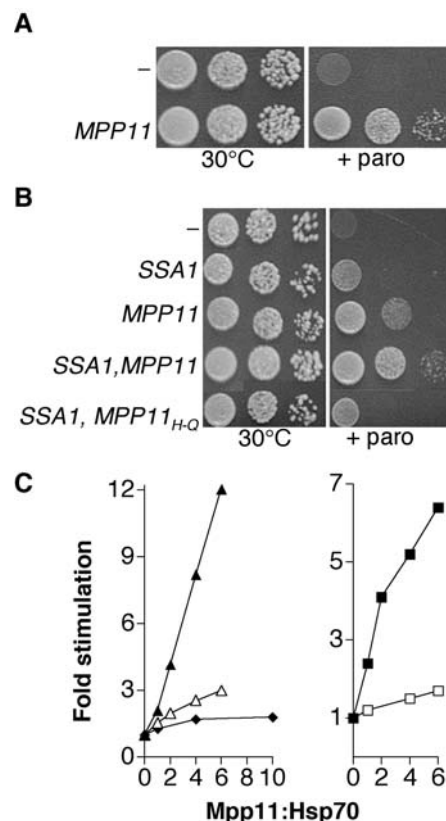 A
–
MPP11
30°C
+ paro
B
–
SSA1
MPP11
SSA1,MPP11
SSA1, MPP11H-Q
30°C
+ paro
C
Fold stimulation
12
9
6
3
0
0 2 4 6 8 10
7
5
3
1
0 2 4 6
Mpp11:Hsp70